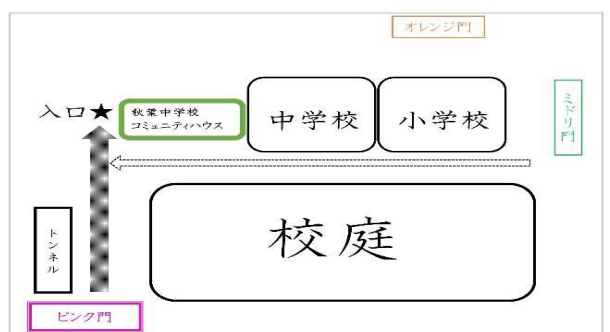 オレンジ門
入口★
秋葉中学校
コミュニティハウス
中学校
小学校
ミドリ門
校庭
トンネル
ピンク門